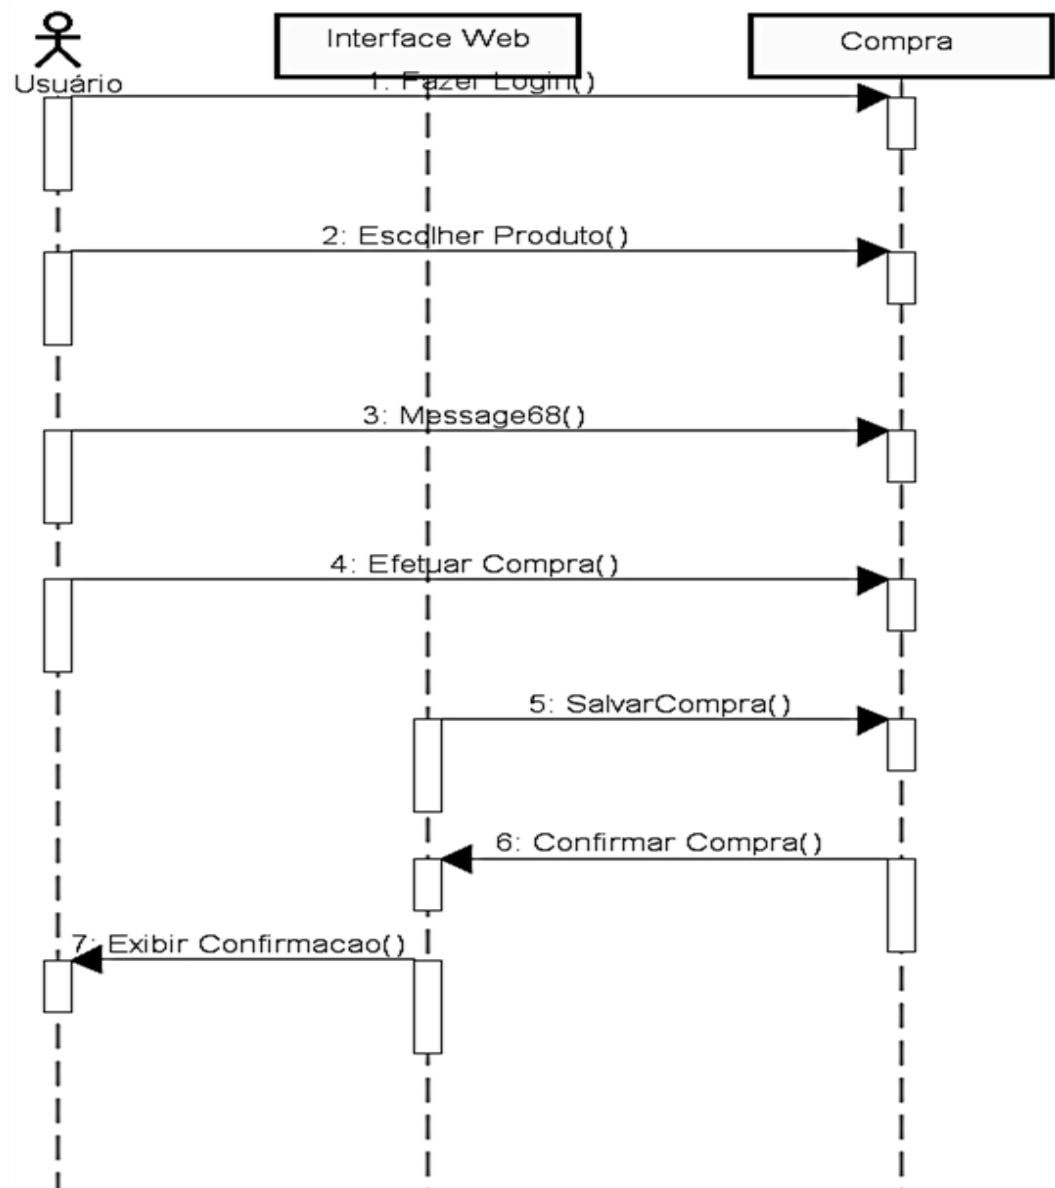 Interface Web
Compra
Usuário
1: Fazer Login()
2: Escolher Produto()
3: Message68()
4: Efetuar Compra()
5: SalvarCompra()
6: Confirmar Compra()
7: Exibir Confirmacao()